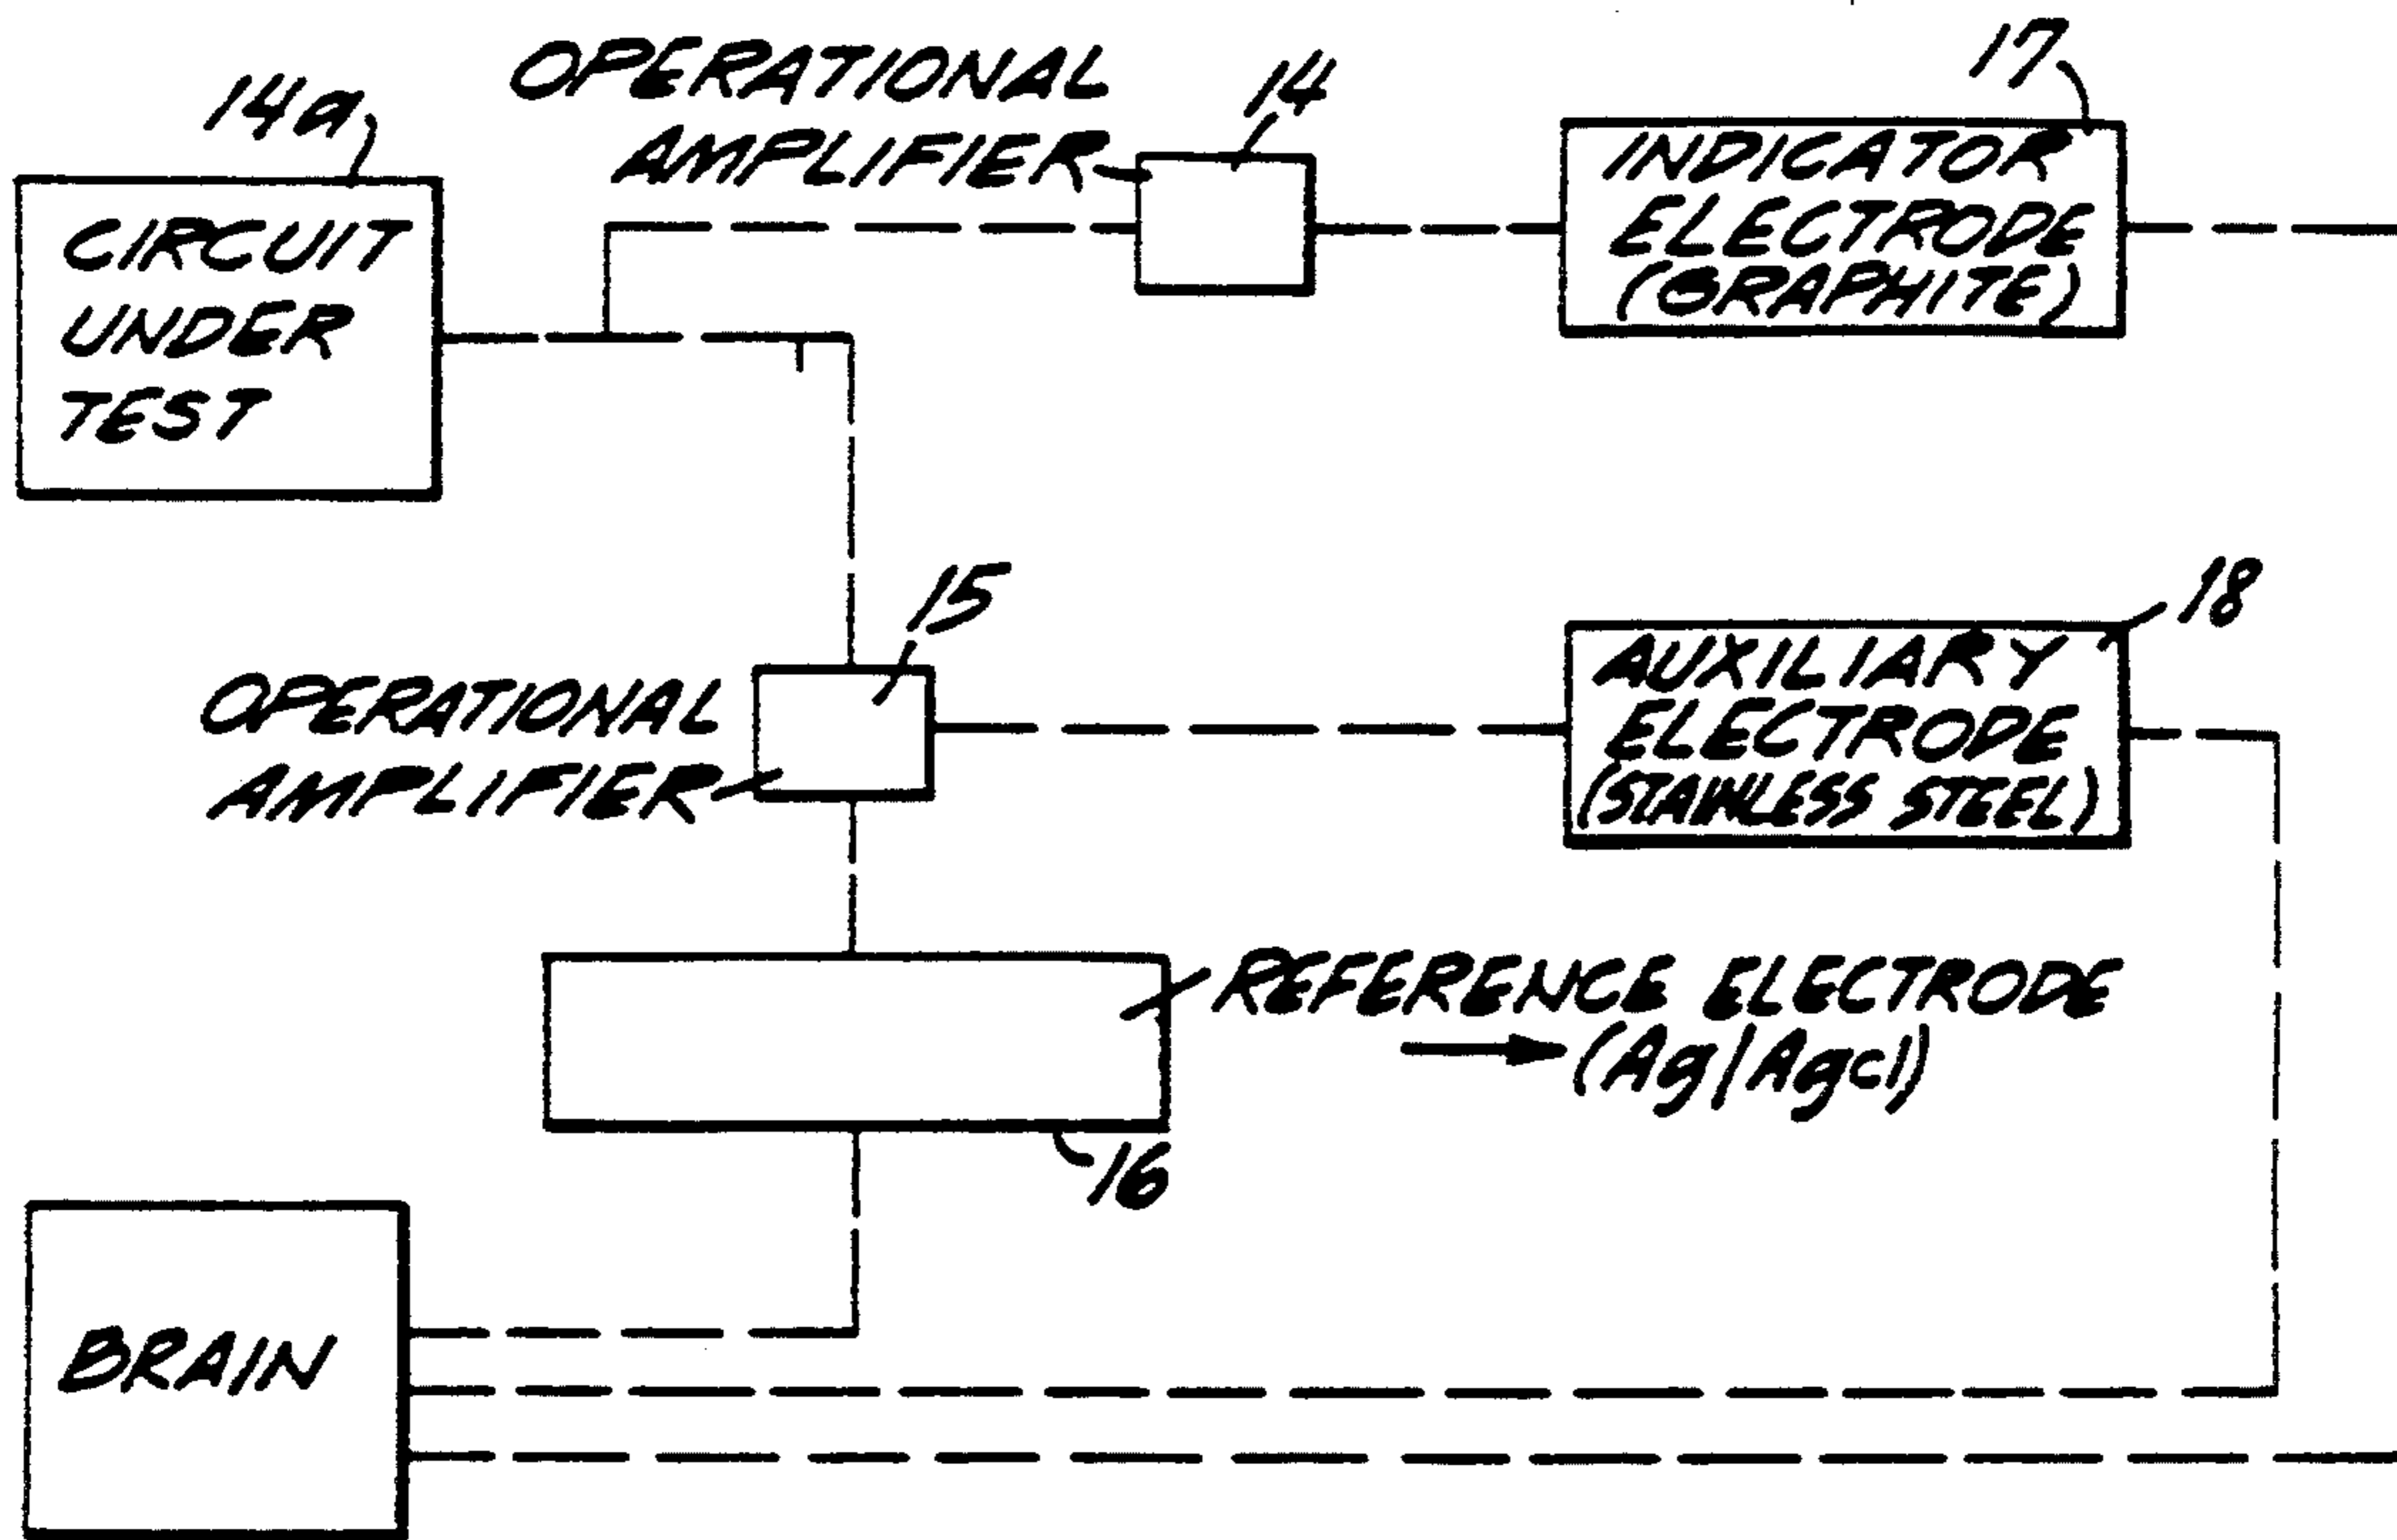 14a
OPERATIONAL
AMPLIFIER
14
17
CIRCUIT
UNDER
TEST
INDICATOR
ELECTRODE
(GRAPHITE)
15
OPERATIONAL
AMPLIFIER
18
AUXILIARY
ELECTRODE
(STAINLESS STEEL)
REFERENCE ELECTRODE
(Ag/Agcl)
16
BRAIN